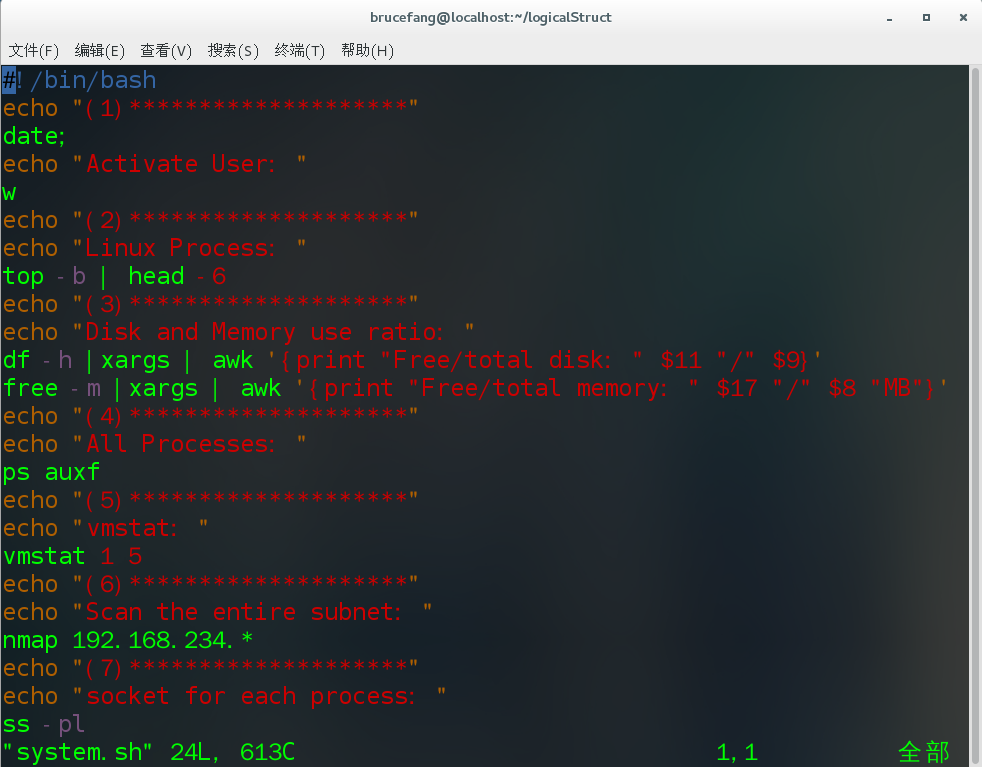 brucefang@localhost:~/logicalStruct
文件(F) 编辑(E) 查看(V) 搜索(S) 终端(T) 帮助(H)
#!/bin/bash
echo "(1)********************"
date;
echo "Activate User: "
w
echo "(2)********************"
echo "Linux Process: "
top -b | head -6
echo "(3)********************"
echo "Disk and Memory use ratio: "
df -h |xargs | awk '{print "Free/total disk: " $11 "/" $9}'
free -m |xargs | awk '{print "Free/total memory: " $17 "/" $8 "MB"}'
echo "(4)********************"
echo "All Processes: "
ps auxf
echo "(5)********************"
echo "vmstat: "
vmstat 1 5
echo "(6)********************"
echo "Scan the entire subnet: "
nmap 192.168.234.*
echo "(7)********************"
echo "socket for each process: "
ss -pl
"system.sh" 24L, 613C 1,1 全部